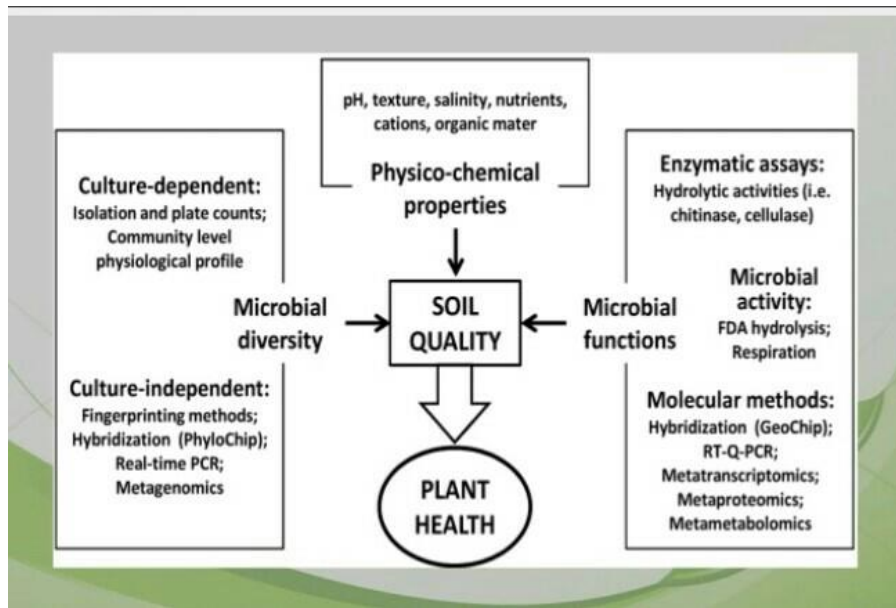 pH, texture, salinity, nutrients,
cations, organic mater
Physico-chemical
properties
Culture-dependent:
Isolation and plate counts;
Community level
physiological profile
Microbial
diversity
Culture-independent:
Fingerprinting methods;
Hybridization (PhyloChip);
Real-time PCR;
Metagenomics
SOIL
QUALITY
PLANT
HEALTH
Enzymatic assays:
Hydrolytic activities (i.e.
chitinase, cellulase)
Microbial
activity:
FDA hydrolysis;
Respiration
Microbial
functions
Molecular methods:
Hybridization (GeoChip);
RT-Q-PCR;
Metatranscriptomics;
Metaproteomics;
Metametabolomics